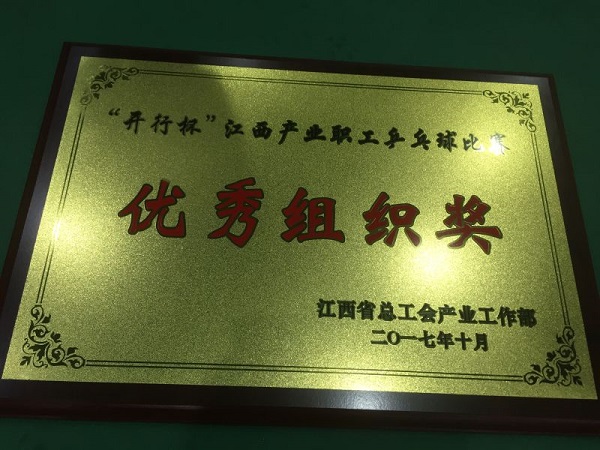 “开行杯”江西产业职工乒乓球比赛
优秀组织奖
江西省总工会产业工作部
二〇一七年十月